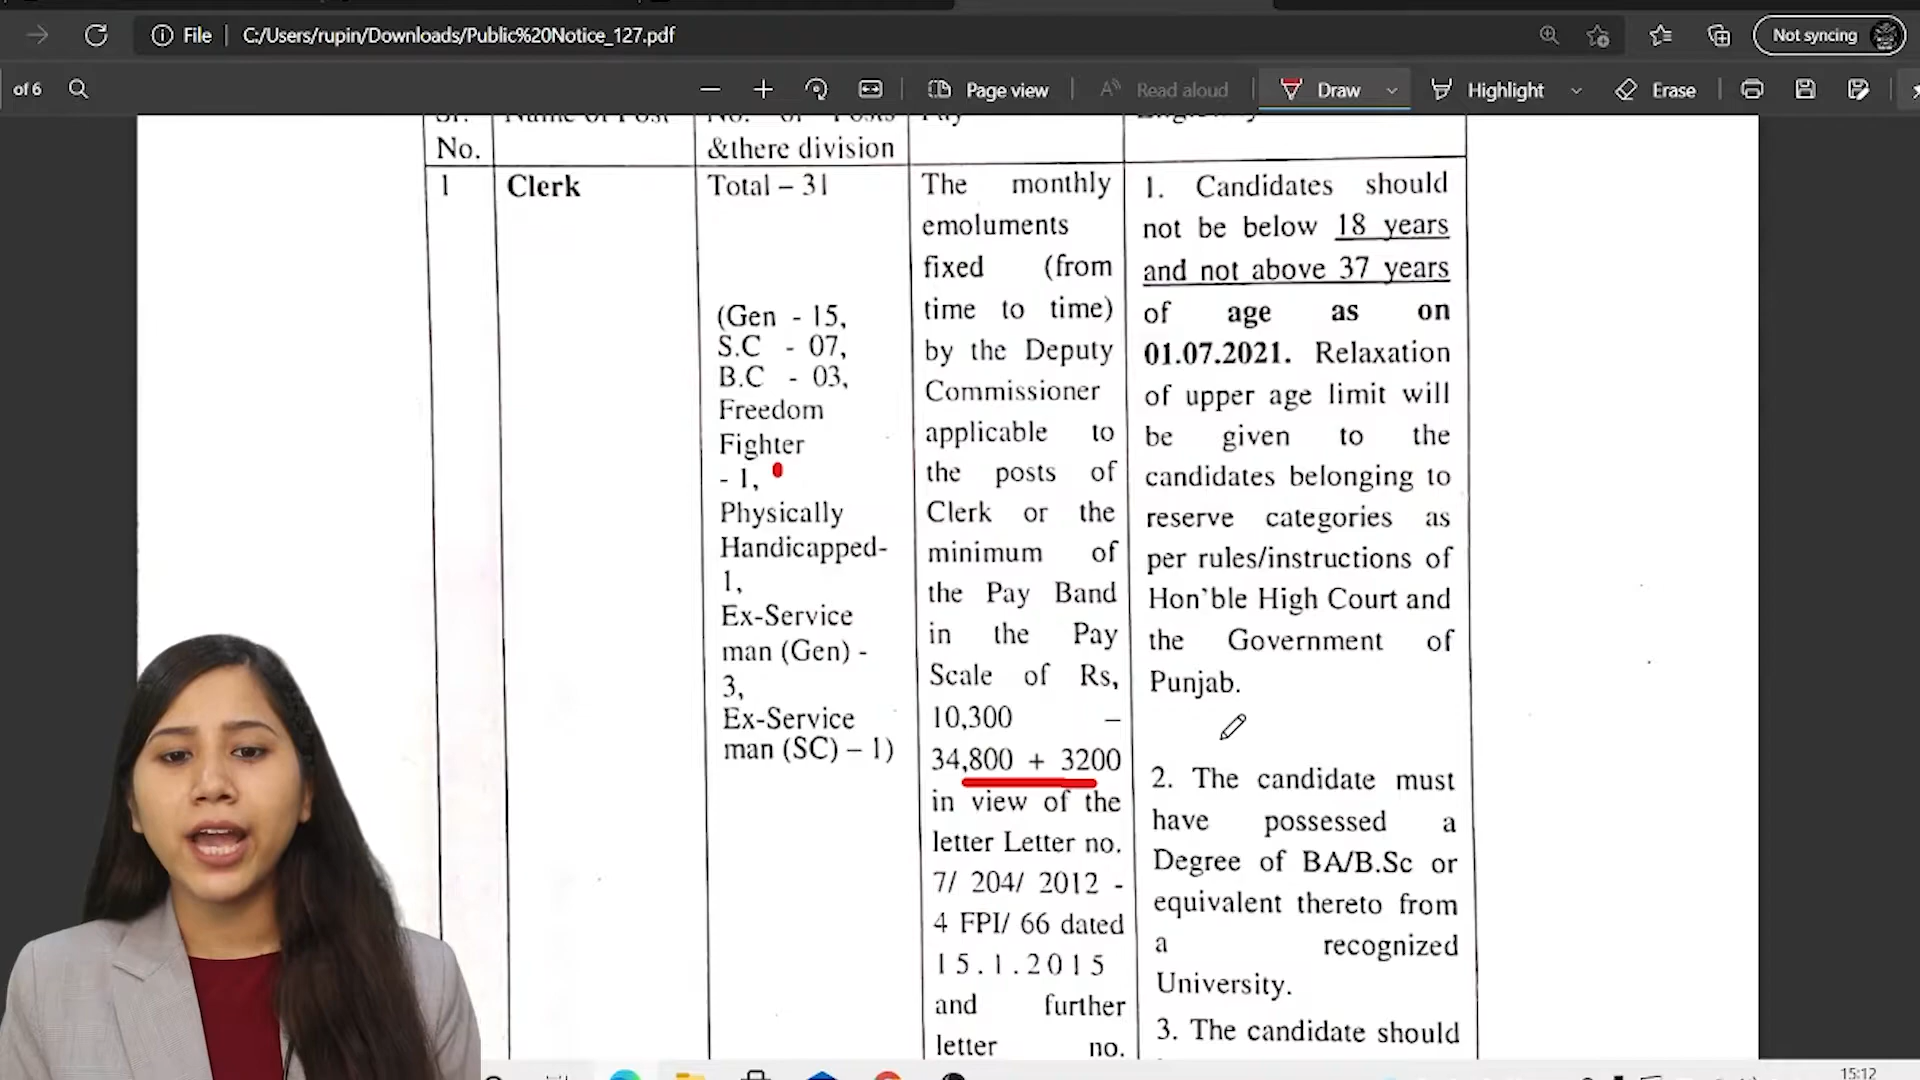 File C:/Users/rupin/Downloads/Public%20Notice_127.pdf Not syncing
of 6 Page view Read aloud Draw Highlight Erase
Sr. Name of Post No. of Posts Pay Eligibility
No. &there division
1 Clerk Total – 31
(Gen - 15,
S.C - 07,
B.C - 03,
Freedom
Fighter
- 1,
Physically
Handicapped-
1,
Ex-Service
man (Gen) -
3,
Ex-Service
man (SC) – 1)
The monthly
emoluments
fixed (from
time to time)
by the Deputy
Commissioner
applicable to
the posts of
Clerk or the
minimum of
the Pay Band
in the Pay
Scale of Rs,
10,300 –
34,800 + 3200
in view of the
letter Letter no.
7/ 204/ 2012 -
4 FPI/ 66 dated
15.1.2015
and further
letter no.
1. Candidates should
not be below 18 years
and not above 37 years
of age as on
01.07.2021. Relaxation
of upper age limit will
be given to the
candidates belonging to
reserve categories as
per rules/instructions of
Hon`ble High Court and
the Government of
Punjab.
2. The candidate must
have possessed a
Degree of BA/B.Sc or
equivalent thereto from
a recognized
University.
3. The candidate should
15:12